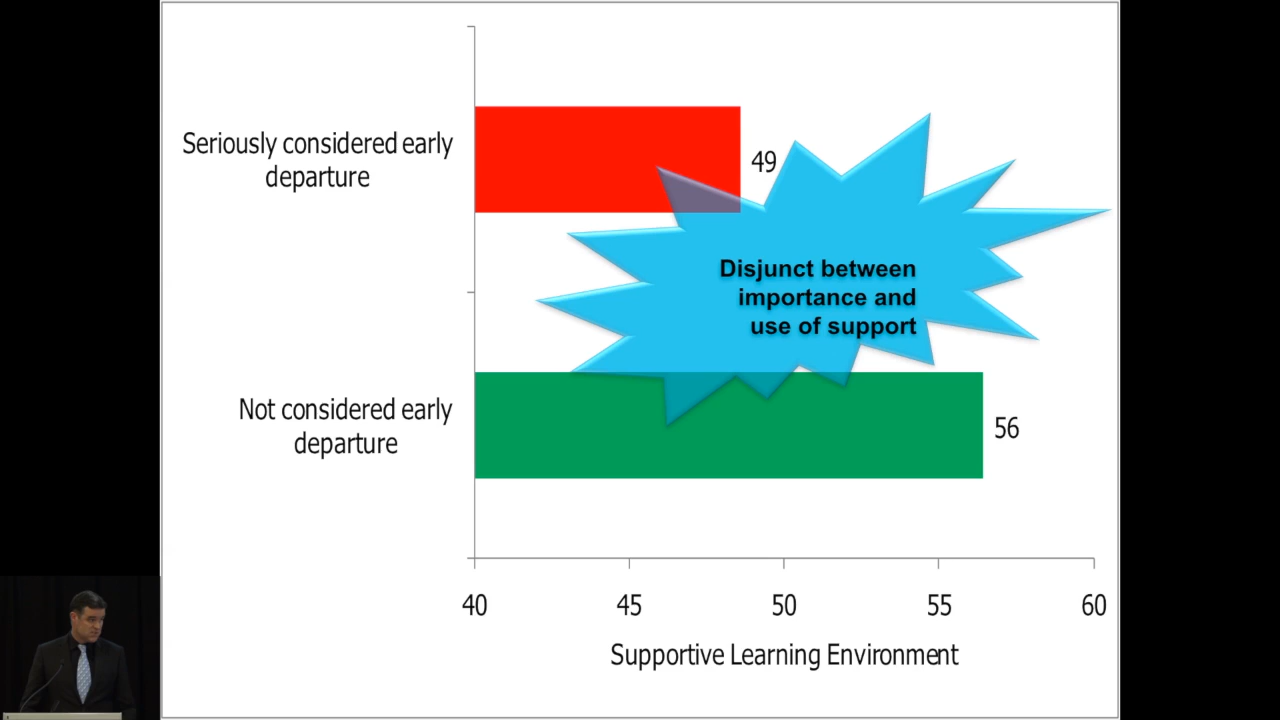 Seriously considered early
departure
49
Disjunct between
importance and
use of support
Not considered early
departure
56
40 45 50 55 60
Supportive Learning Environment